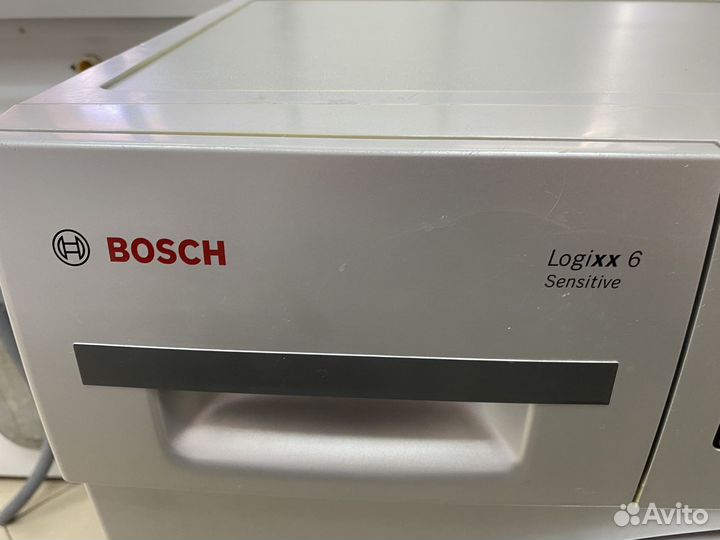 BOSCH
Logixx 6
Sensitive
Avito